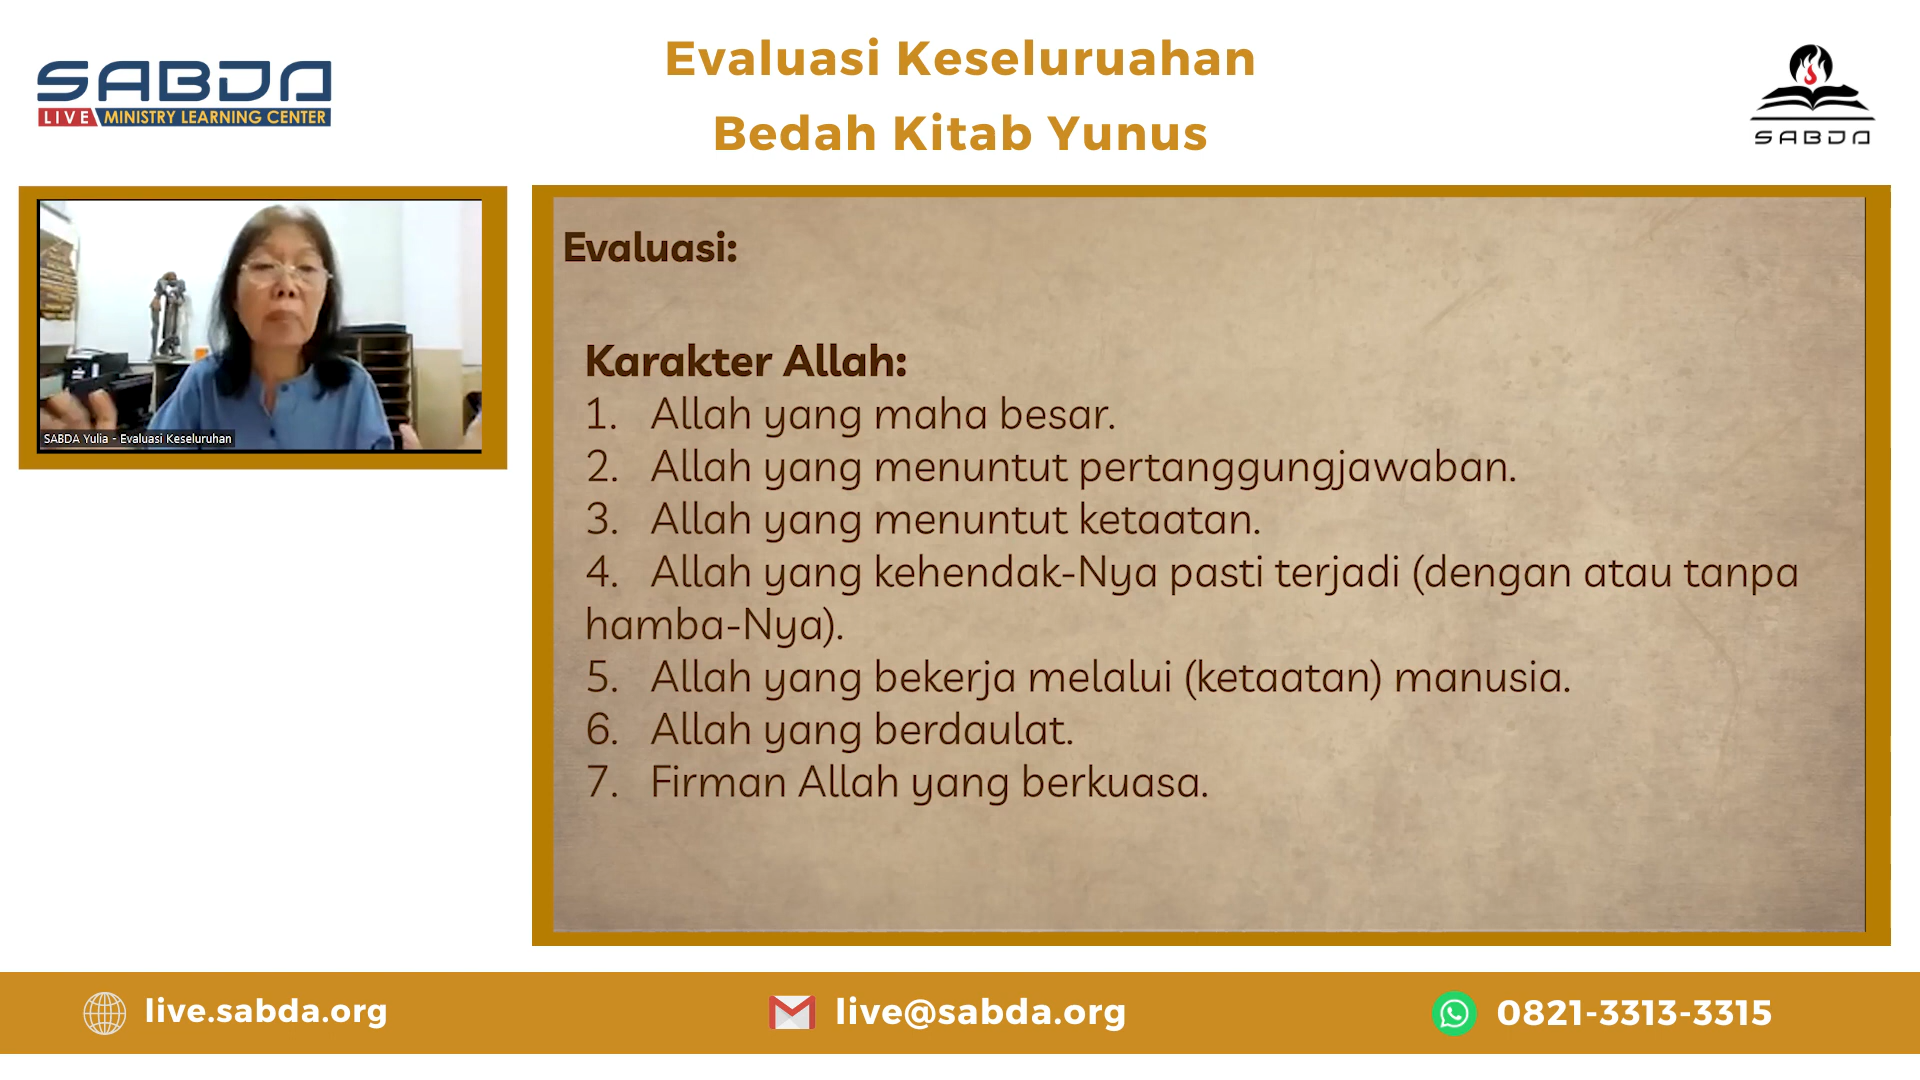 SABDA
LIVE MINISTRY LEARNING CENTER
Evaluasi Keseluruahan
Bedah Kitab Yunus
SABDA
SABDA Yulia - Evaluasi Keseluruhan
Evaluasi:
Karakter Allah:
1. Allah yang maha besar.
2. Allah yang menuntut pertanggungjawaban.
3. Allah yang menuntut ketaatan.
4. Allah yang kehendak-Nya pasti terjadi (dengan atau tanpa
hamba-Nya).
5. Allah yang bekerja melalui (ketaatan) manusia.
6. Allah yang berdaulat.
7. Firman Allah yang berkuasa.
live.sabda.org
live@sabda.org
0821-3313-3315